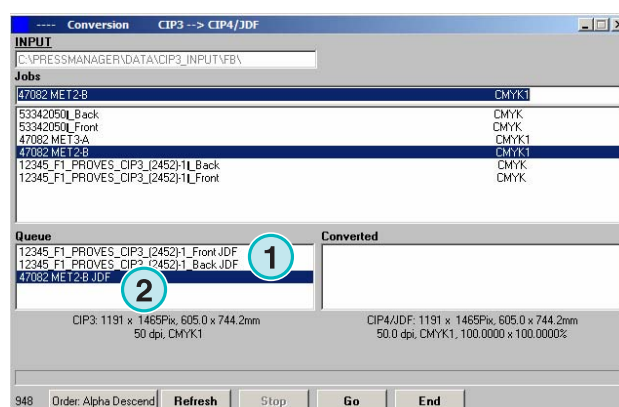 ---- Conversion CIP3 --> CIP4/JDF
INPUT
C:\PRESSMANAGER\DATA\CIP3_INPUT\FB\
Jobs
47082 MET2-B CMYK1
53342050I_Back CMYK
53342050I_Front CMYK
47082 MET3-A CMYK1
47082 MET2-B CMYK1
12345_F1_PROVES_CIP3_(2452)-1I_Back CMYK
12345_F1_PROVES_CIP3_(2452)-1I_Front CMYK
Queue Converted
12345_F1_PROVES_CIP3_(2452)-1_Front JDF
12345_F1_PROVES_CIP3_(2452)-1_Back JDF
1
47082 MET2-B JDF
2
CIP3: 1191 x 1465Pix, 605.0 x 744.2mm CIP4/JDF: 1191 x 1465Pix, 605.0 x 744.2mm
50 dpi, CMYK1 50.0 dpi, CMYK1, 100.0000 x 100.0000%
948 Order: Alpha Descend Refresh Stop Go End